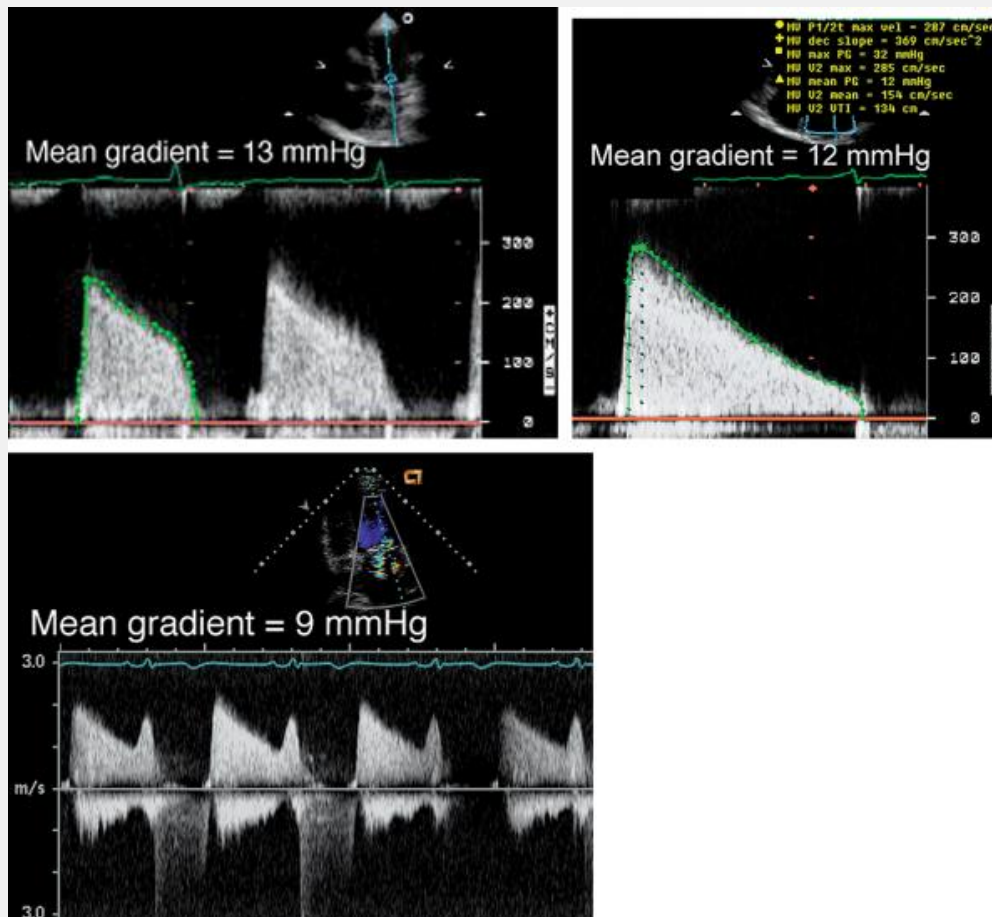 MV P1/2t max vel = 287 cm/sec
MV dec slope = 369 cm/sec^2
MV max PG = 32 mmHg
MV V2 max = 285 cm/sec
MV mean PG = 12 mmHg
MV V2 mean = 154 cm/sec
MV V2 VTI = 134 cm
Mean gradient = 13 mmHg
Mean gradient = 12 mmHg
300
200
100
0
300
200
100
0
Mean gradient = 9 mmHg
3.0
m/s
3.0